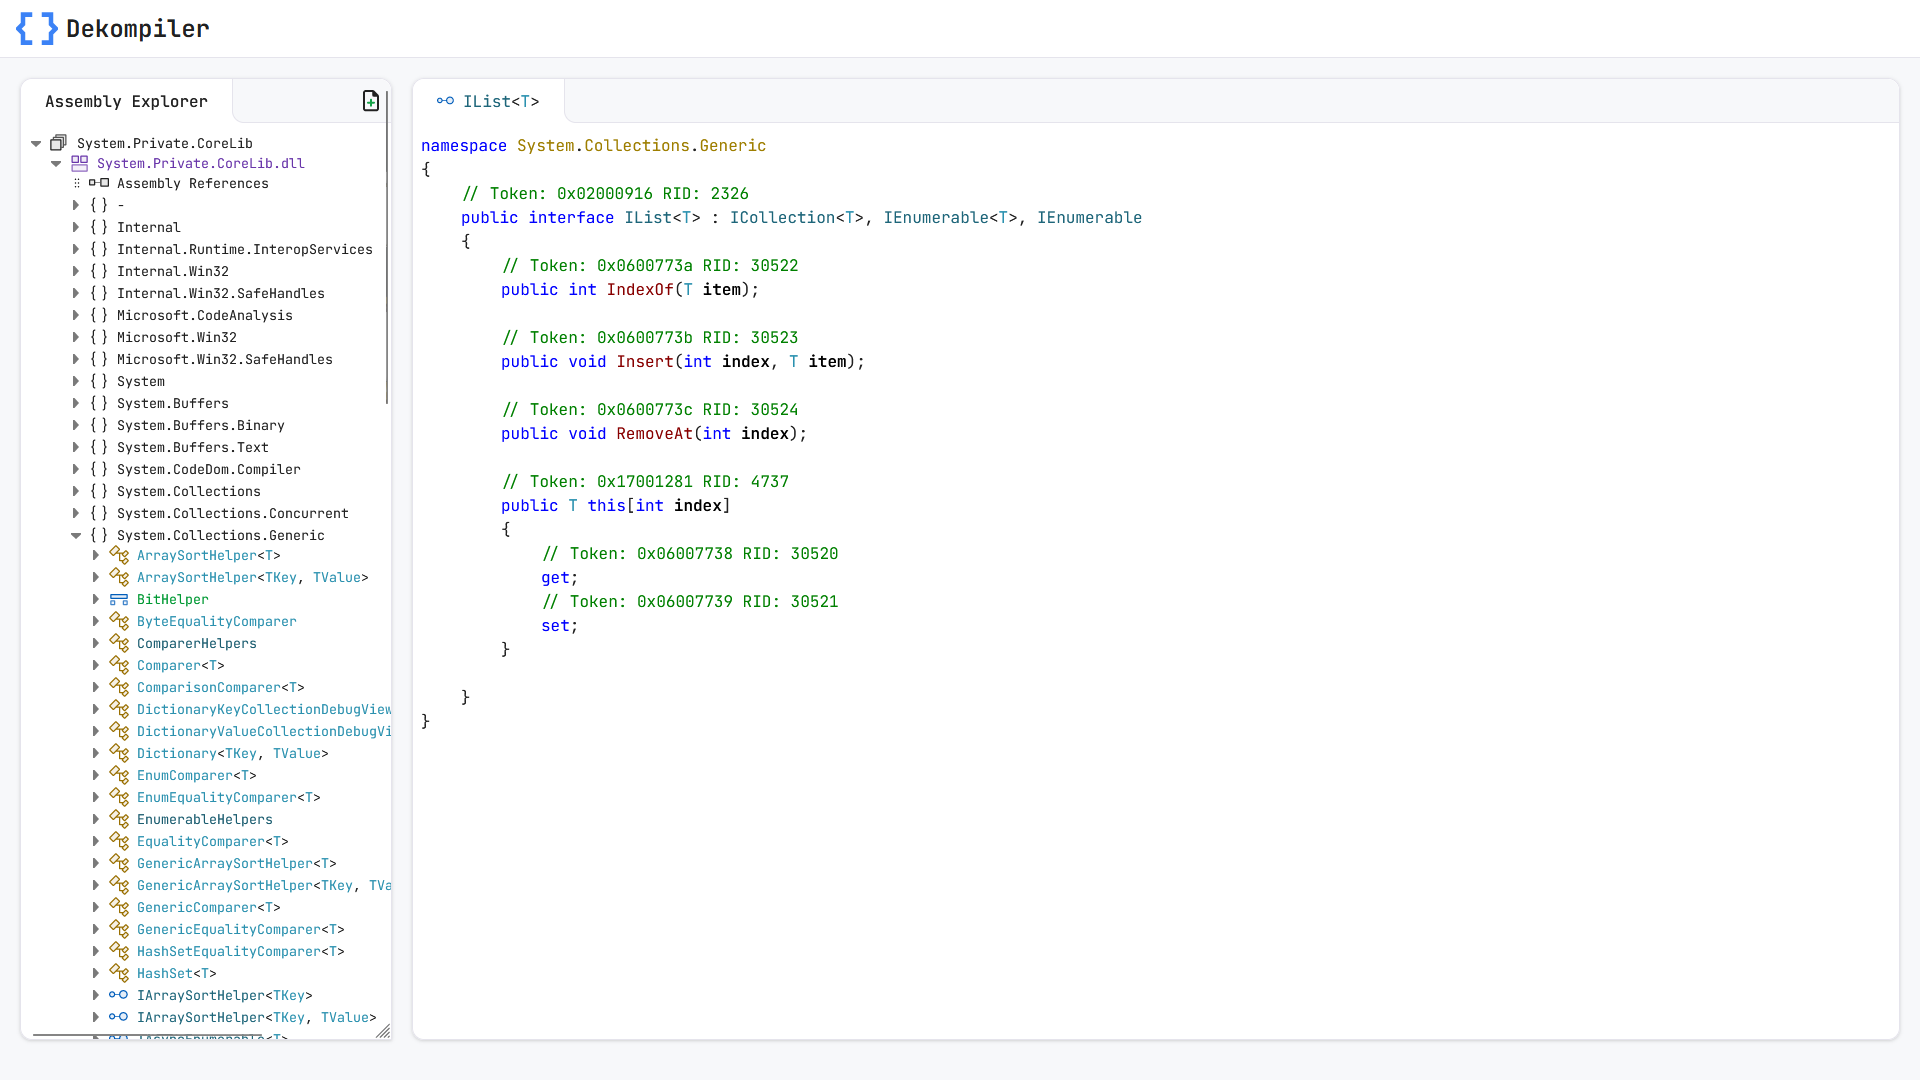 Dekompiler
Assembly Explorer
System.Private.CoreLib
System.Private.CoreLib.dll
Assembly References
{ } -
{ } Internal
{ } Internal.Runtime.InteropServices
{ } Internal.Win32
{ } Internal.Win32.SafeHandles
{ } Microsoft.CodeAnalysis
{ } Microsoft.Win32
{ } Microsoft.Win32.SafeHandles
{ } System
{ } System.Buffers
{ } System.Buffers.Binary
{ } System.Buffers.Text
{ } System.CodeDom.Compiler
{ } System.Collections
{ } System.Collections.Concurrent
{ } System.Collections.Generic
ArraySortHelper<T>
ArraySortHelper<TKey, TValue>
BitHelper
ByteEqualityComparer
ComparerHelpers
Comparer<T>
ComparisonComparer<T>
DictionaryKeyCollectionDebugView
DictionaryValueCollectionDebugVi
Dictionary<TKey, TValue>
EnumComparer<T>
EnumEqualityComparer<T>
EnumerableHelpers
EqualityComparer<T>
GenericArraySortHelper<T>
GenericArraySortHelper<TKey, TVa
GenericComparer<T>
GenericEqualityComparer<T>
HashSetEqualityComparer<T>
HashSet<T>
IArraySortHelper<TKey>
IArraySortHelper<TKey, TValue>
IList<T>
namespace System.Collections.Generic
{
// Token: 0x02000916 RID: 2326
public interface IList<T> : ICollection<T>, IEnumerable<T>, IEnumerable
{
// Token: 0x0600773a RID: 30522
public int IndexOf(T item);
// Token: 0x0600773b RID: 30523
public void Insert(int index, T item);
// Token: 0x0600773c RID: 30524
public void RemoveAt(int index);
// Token: 0x17001281 RID: 4737
public T this[int index]
{
// Token: 0x06007738 RID: 30520
get;
// Token: 0x06007739 RID: 30521
set;
}
}
}